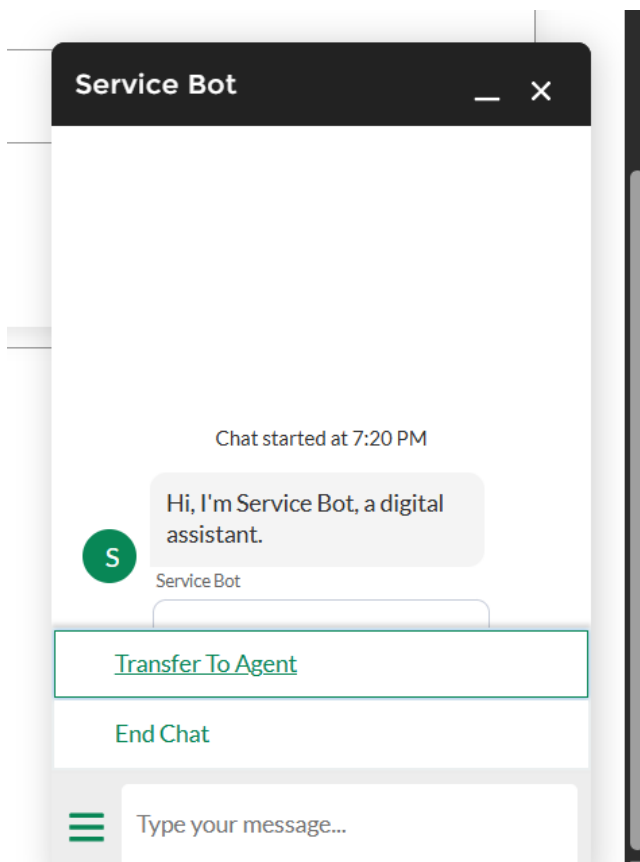 Service Bot
Chat started at 7:20 PM
Hi, I'm Service Bot, a digital
assistant.
S
Service Bot
Transfer To Agent
End Chat
Type your message...